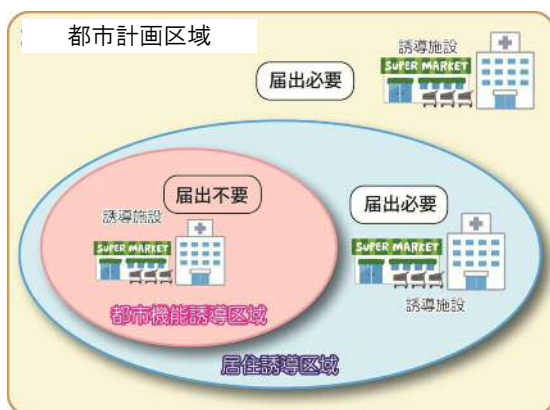 都市計画区域
誘導施設
SUPER MARKET
届出必要
届出不要
誘導施設
SUPER MARKET
都市機能誘導区域
届出必要
SUPER MARKET
誘導施設
居住誘導区域